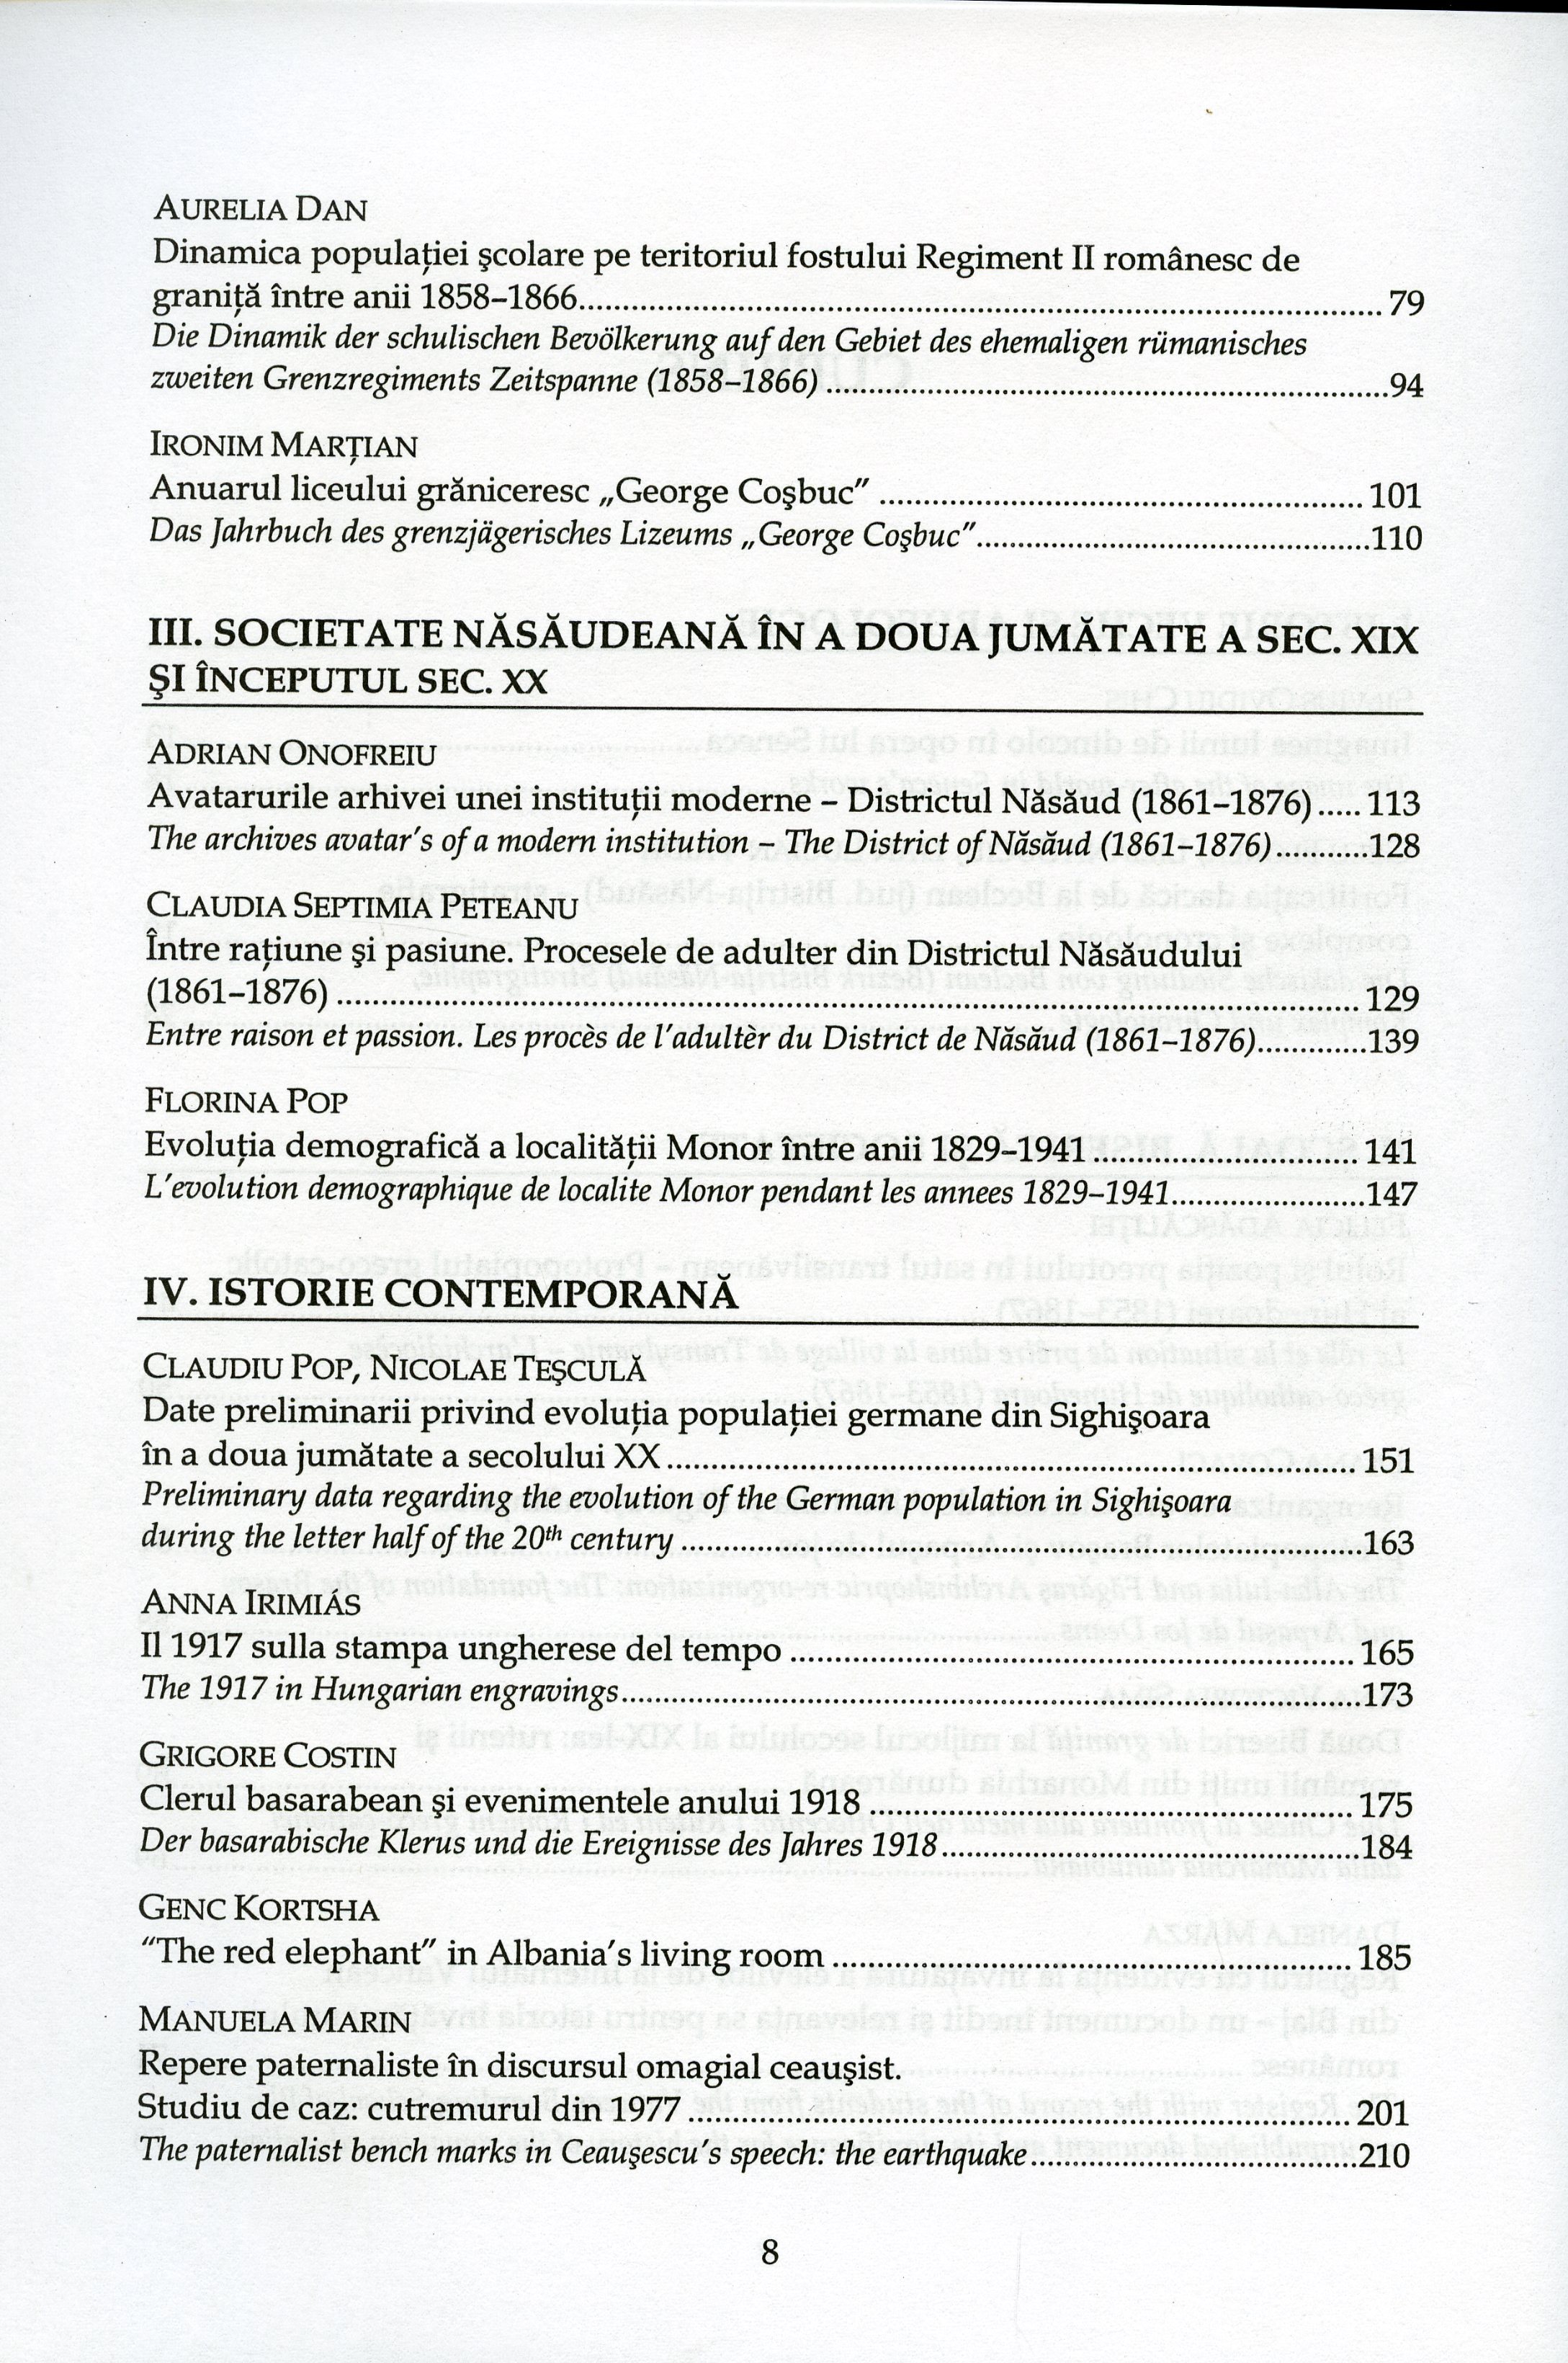 AURELIA DAN
Dinamica populaţiei şcolare pe teritoriul fostului Regiment II românesc de
graniţă între anii 1858–1866.......... 79
Die Dinamik der schulischen Bevölkerung auf den Gebiet des ehemaligen rümanisches
zweiten Grenzregiments Zeitspanne (1858–1866) ..........94
IRONIM MARŢIAN
Anuarul liceului grăniceresc „George Coşbuc” .......... 101
Das Jahrbuch des grenzjägerisches Lizeums „George Coşbuc”..........110
III. SOCIETATE NĂSĂUDEANĂ ÎN A DOUA JUMĂTATE A SEC. XIX
ŞI ÎNCEPUTUL SEC. XX
ADRIAN ONOFREIU
Avatarurile arhivei unei instituţii moderne – Districtul Năsăud (1861–1876)..... 113
The archives avatar's of a modern institution – The District of Năsăud (1861–1876)...........128
CLAUDIA SEPTIMIA PETEANU
Între raţiune şi pasiune. Procesele de adulter din Districtul Năsăudului
(1861–1876) .......... 129
Entre raison et passion. Les procès de l'adultèr du District de Năsăud (1861–1876).............139
FLORINA POP
Evoluţia demografică a localităţii Monor între anii 1829–1941 .......... 141
L'evolution demographique de localite Monor pendant les annees 1829–1941..........147
IV. ISTORIE CONTEMPORANĂ
CLAUDIU POP, NICOLAE TEŞCULĂ
Date preliminarii privind evoluţia populaţiei germane din Sighişoara
în a doua jumătate a secolului XX .......... 151
Preliminary data regarding the evolution of the German population in Sighişoara
during the letter half of the 20th century ..........163
ANNA IRIMIÁS
Il 1917 sulla stampa ungherese del tempo .......... 165
The 1917 in Hungarian engravings..........173
GRIGORE COSTIN
Clerul basarabean şi evenimentele anului 1918 .......... 175
Der basarabische Klerus und die Ereignisse des Jahres 1918..........184
GENC KORTSHA
“The red elephant” in Albania's living room .......... 185
MANUELA MARIN
Repere paternaliste în discursul omagial ceauşist.
Studiu de caz: cutremurul din 1977 .......... 201
The paternalist bench marks in Ceauşescu's speech: the earthquake..........210
8